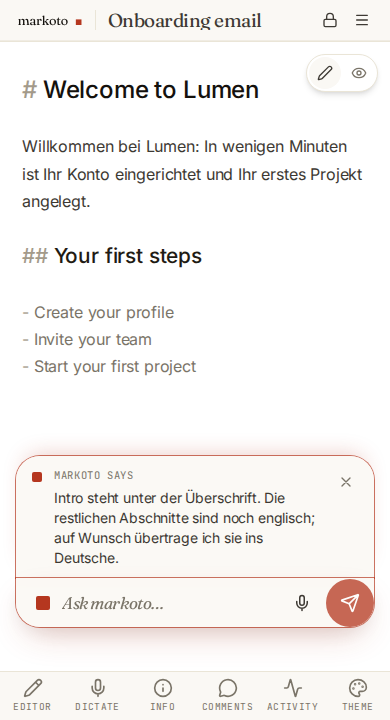 markoto
Onboarding email
# Welcome to Lumen
Willkommen bei Lumen: In wenigen Minuten
ist Ihr Konto eingerichtet und Ihr erstes Projekt
angelegt.
## Your first steps
- Create your profile
- Invite your team
- Start your first project
MARKOTO SAYS
Intro steht unter der Überschrift. Die
restlichen Abschnitte sind noch englisch;
auf Wunsch übertrage ich sie ins
Deutsche.
Ask markoto...
EDITOR
DICTATE
INFO
COMMENTS
ACTIVITY
THEME